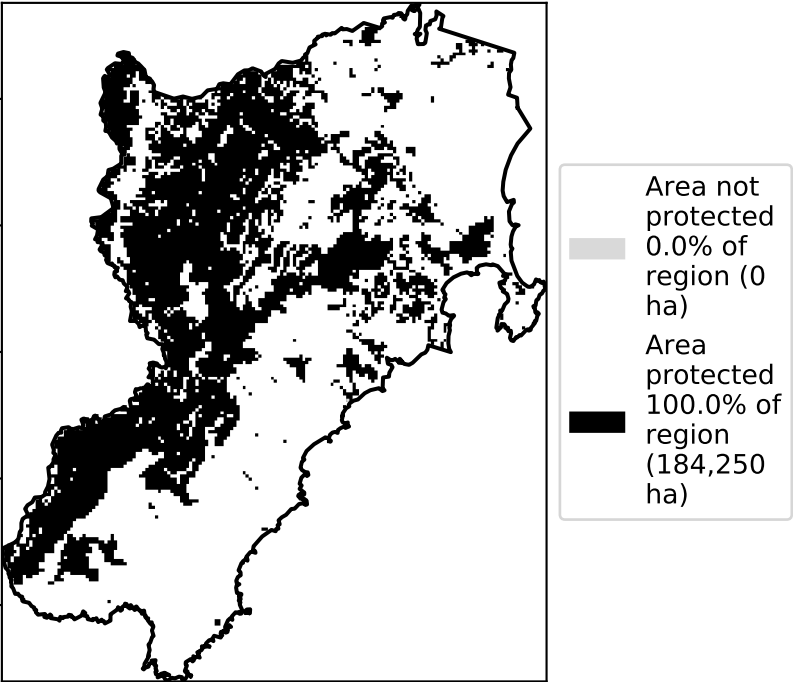 Area not
protected
0.0% of
region (0
ha)
Area
protected
100.0% of
region
(184,250
ha)